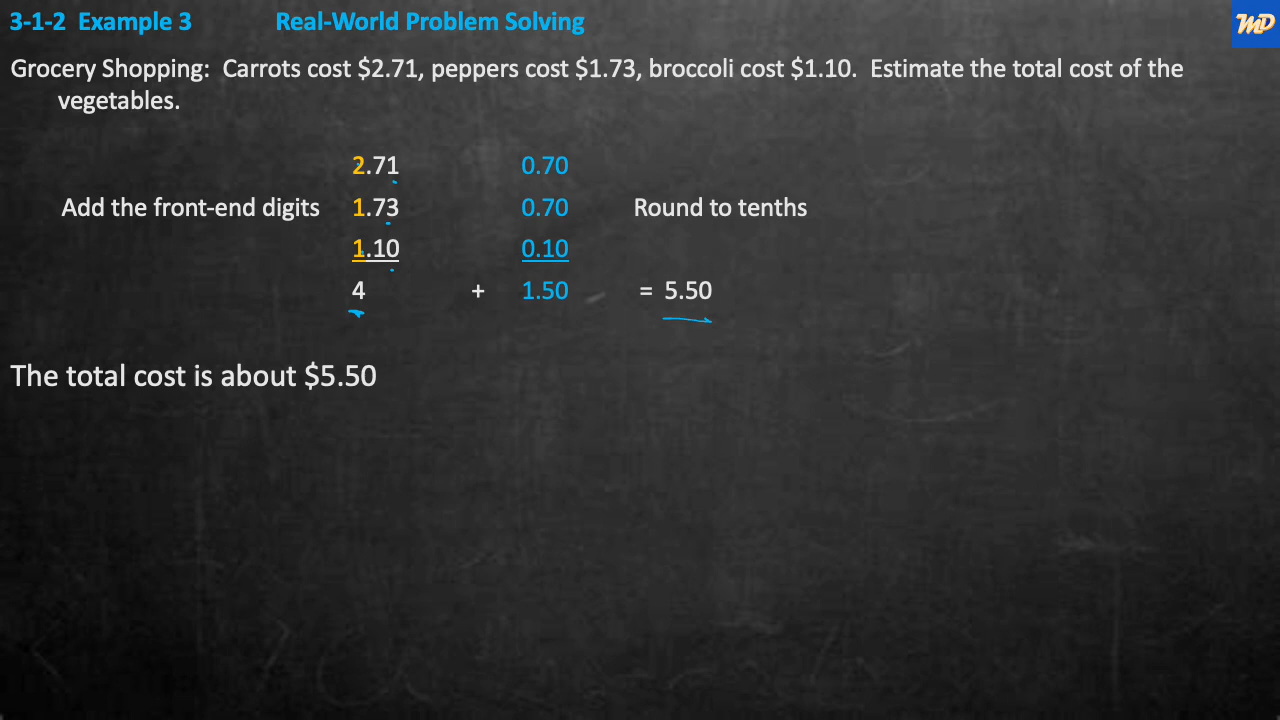 3-1-2 Example 3 Real-World Problem Solving
MD
Grocery Shopping: Carrots cost $2.71, peppers cost $1.73, broccoli cost $1.10. Estimate the total cost of the
vegetables.
2.71 0.70
Add the front-end digits 1.73 0.70 Round to tenths
1.10 0.10
4 + 1.50 = 5.50
The total cost is about $5.50